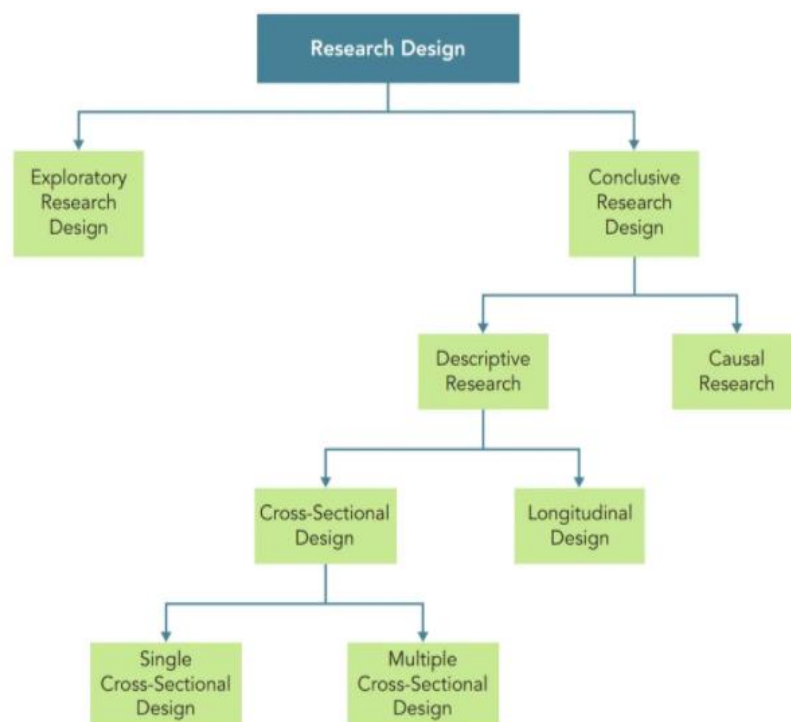 Research Design
Exploratory
Research
Design
Conclusive
Research
Design
Descriptive
Research
Causal
Research
Cross-Sectional
Design
Longitudinal
Design
Single
Cross-Sectional
Design
Multiple
Cross-Sectional
Design